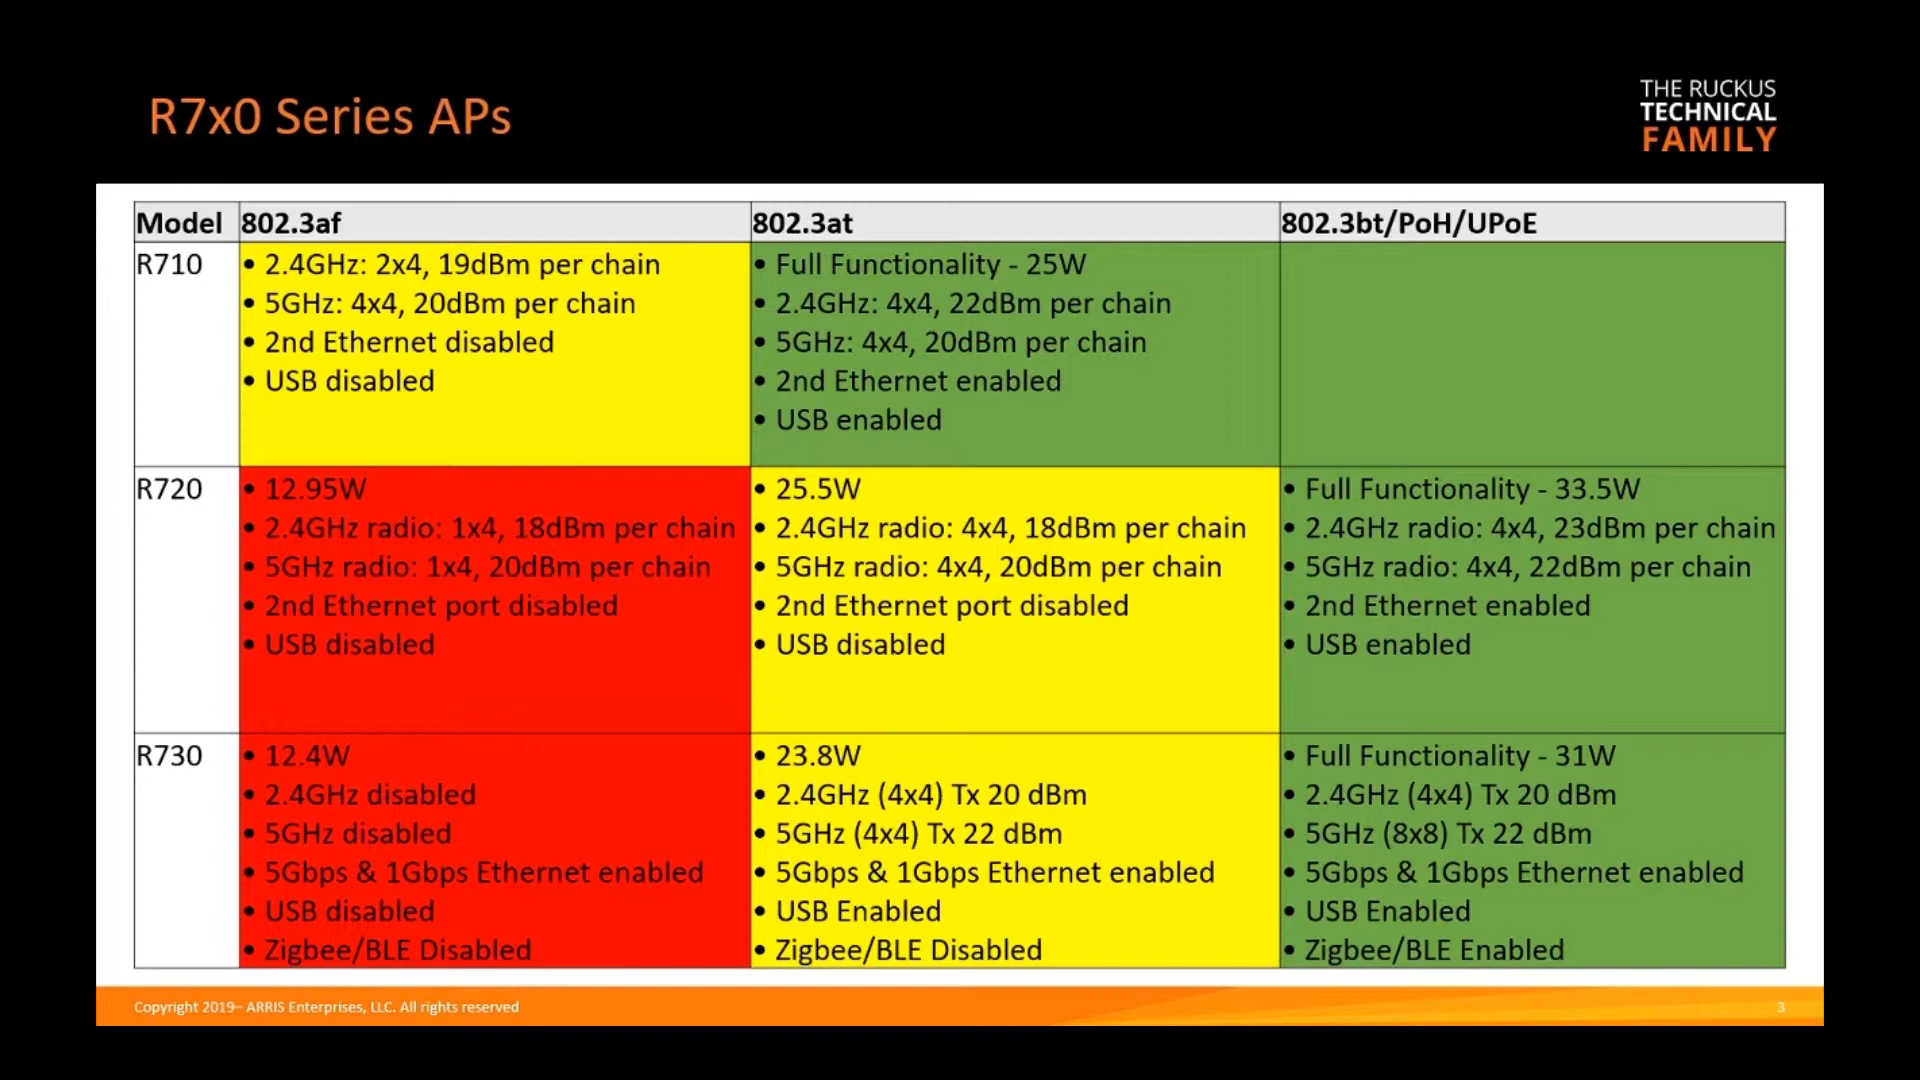 R7x0 Series APs
THE RUCKUS
TECHNICAL
FAMILY
Model
802.3af
802.3at
802.3bt/PoH/UPoE
R710
• 2.4GHz: 2x4, 19dBm per chain
• 5GHz: 4x4, 20dBm per chain
• 2nd Ethernet disabled
• USB disabled
• Full Functionality - 25W
• 2.4GHz: 4x4, 22dBm per chain
• 5GHz: 4x4, 20dBm per chain
• 2nd Ethernet enabled
• USB enabled
R720
• 12.95W
• 2.4GHz radio: 1x4, 18dBm per chain
• 5GHz radio: 1x4, 20dBm per chain
• 2nd Ethernet port disabled
• USB disabled
• 25.5W
• 2.4GHz radio: 4x4, 18dBm per chain
• 5GHz radio: 4x4, 20dBm per chain
• 2nd Ethernet port disabled
• USB disabled
• Full Functionality - 33.5W
• 2.4GHz radio: 4x4, 23dBm per chain
• 5GHz radio: 4x4, 22dBm per chain
• 2nd Ethernet enabled
• USB enabled
R730
• 12.4W
• 2.4GHz disabled
• 5GHz disabled
• 5Gbps & 1Gbps Ethernet enabled
• USB disabled
• Zigbee/BLE Disabled
• 23.8W
• 2.4GHz (4x4) Tx 20 dBm
• 5GHz (4x4) Tx 22 dBm
• 5Gbps & 1Gbps Ethernet enabled
• USB Enabled
• Zigbee/BLE Disabled
• Full Functionality - 31W
• 2.4GHz (4x4) Tx 20 dBm
• 5GHz (8x8) Tx 22 dBm
• 5Gbps & 1Gbps Ethernet enabled
• USB Enabled
• Zigbee/BLE Enabled
Copyright 2019– ARRIS Enterprises, LLC. All rights reserved
3